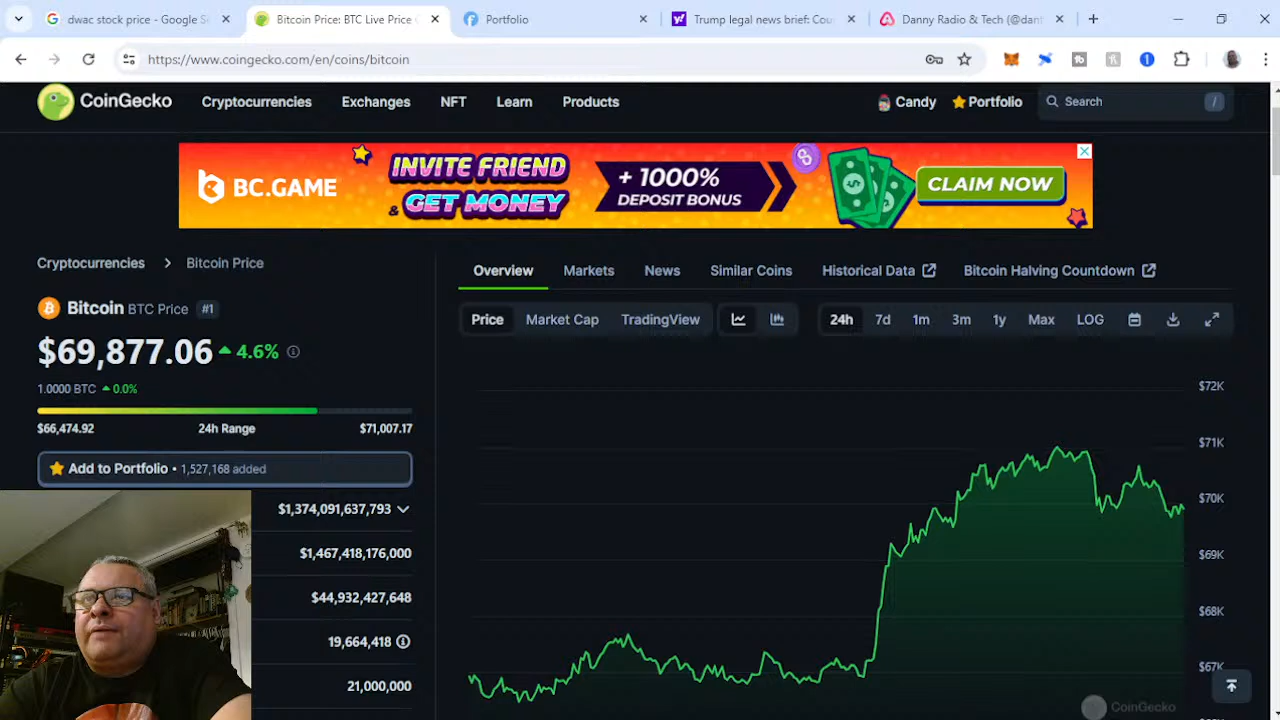 dwac stock price - Google S
Bitcoin Price: BTC Live Price
Portfolio
Trump legal news brief: Cou
Danny Radio & Tech (@dant
https://www.coingecko.com/en/coins/bitcoin
CoinGecko
Cryptocurrencies
Exchanges
NFT
Learn
Products
Candy
Portfolio
Search
/
BC.GAME
INVITE FRIEND
& GET MONEY
+ 1000%
DEPOSIT BONUS
CLAIM NOW
Cryptocurrencies > Bitcoin Price
Bitcoin BTC Price #1
$69,877.06 4.6%
1.0000 BTC 0.0%
$66,474.92 24h Range $71,007.17
Add to Portfolio • 1,527,168 added
$1,374,091,637,793
$1,467,418,176,000
$44,932,427,648
19,664,418
21,000,000
Overview Markets News Similar Coins Historical Data Bitcoin Halving Countdown
Price Market Cap TradingView 24h 7d 1m 3m 1y Max LOG
$72K
$71K
$70K
$69K
$68K
$67K
CoinGecko